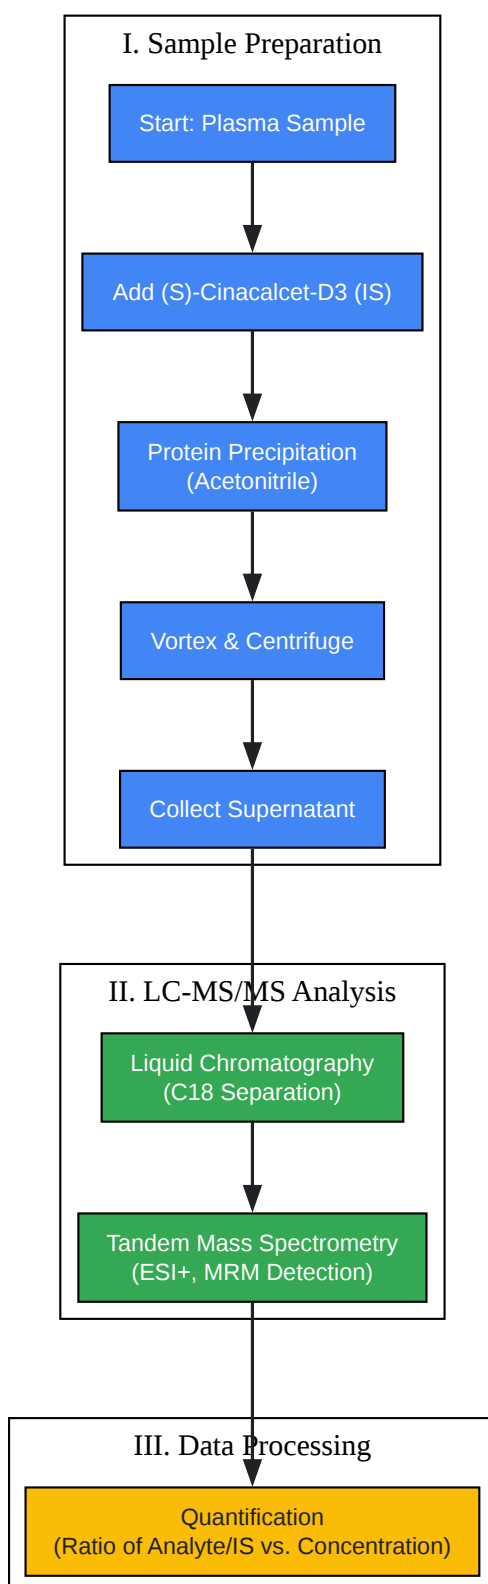 I. Sample Preparation
Start: Plasma Sample
Add (S)-Cinacalcet-D3 (IS)
Protein Precipitation
(Acetonitrile)
Vortex & Centrifuge
Collect Supernatant
II. LC-MS/MS Analysis
Liquid Chromatography
(C18 Separation)
Tandem Mass Spectrometry
(ESI+, MRM Detection)
III. Data Processing
Quantification
(Ratio of Analyte/IS vs. Concentration)